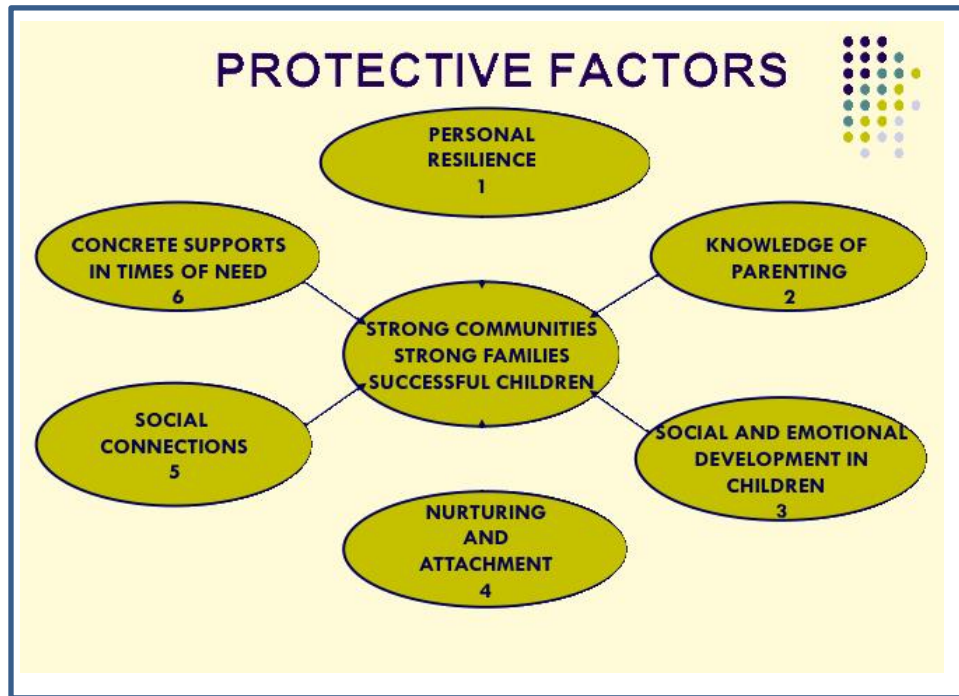 PROTECTIVE FACTORS
PERSONAL
RESILIENCE
1
KNOWLEDGE OF
PARENTING
2
SOCIAL AND EMOTIONAL
DEVELOPMENT IN
CHILDREN
3
NURTURING
AND
ATTACHMENT
4
SOCIAL
CONNECTIONS
5
CONCRETE SUPPORTS
IN TIMES OF NEED
6
STRONG COMMUNITIES
STRONG FAMILIES
SUCCESSFUL CHILDREN